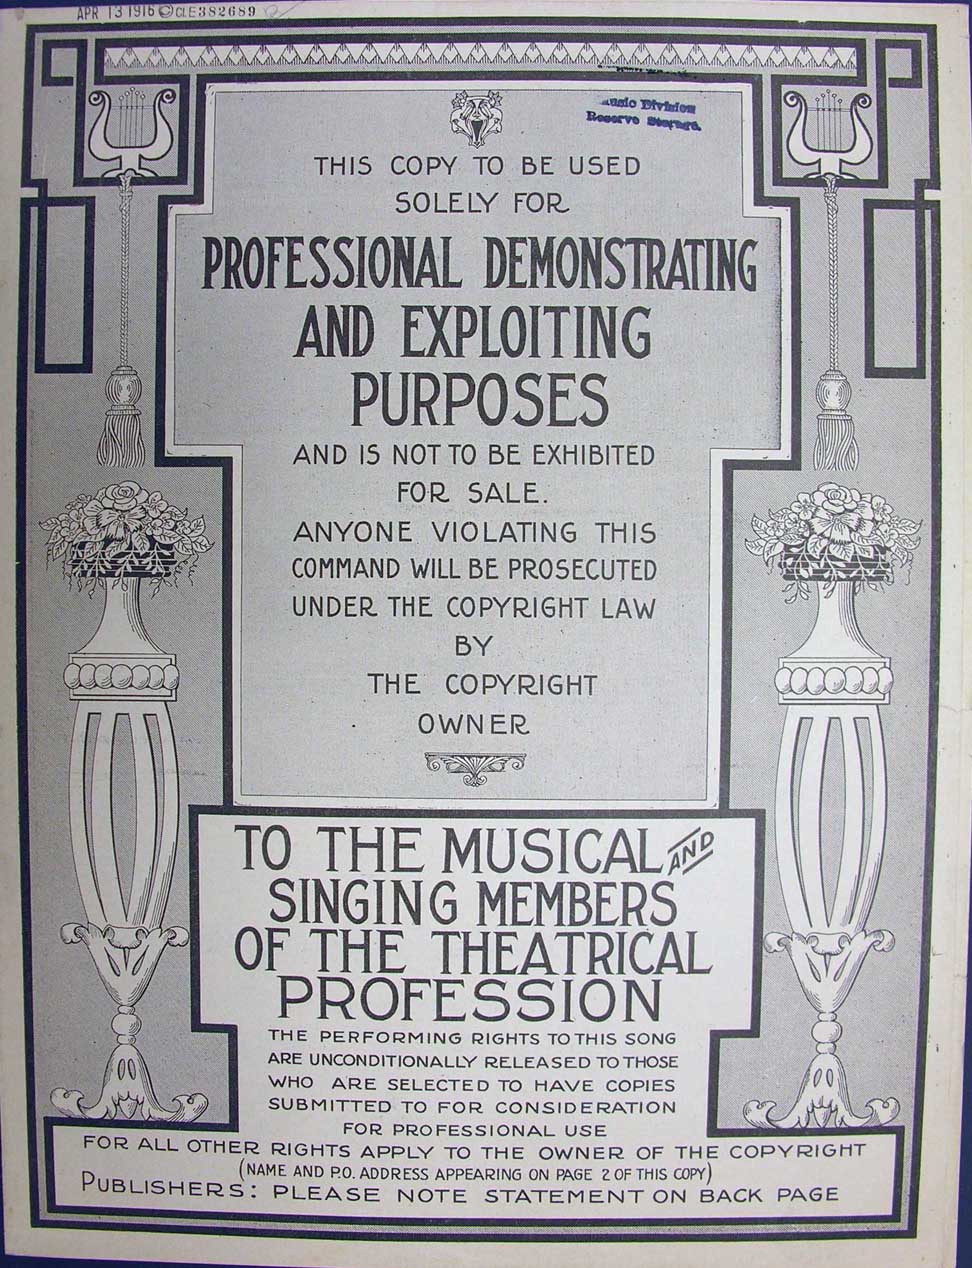 APR 13 1916 © CLE382689
Music Division
Reserve Storage
THIS COPY TO BE USED
SOLELY FOR
PROFESSIONAL DEMONSTRATING
AND EXPLOITING
PURPOSES
AND IS NOT TO BE EXHIBITED
FOR SALE.
ANYONE VIOLATING THIS
COMMAND WILL BE PROSECUTED
UNDER THE COPYRIGHT LAW
BY
THE COPYRIGHT
OWNER
TO THE MUSICAL AND
SINGING MEMBERS
OF THE THEATRICAL
PROFESSION
THE PERFORMING RIGHTS TO THIS SONG
ARE UNCONDITIONALLY RELEASED TO THOSE
WHO ARE SELECTED TO HAVE COPIES
SUBMITTED TO FOR CONSIDERATION
FOR PROFESSIONAL USE
FOR ALL OTHER RIGHTS APPLY TO THE OWNER OF THE COPYRIGHT
(NAME AND P.O. ADDRESS APPEARING ON PAGE 2 OF THIS COPY)
PUBLISHERS: PLEASE NOTE STATEMENT ON BACK PAGE